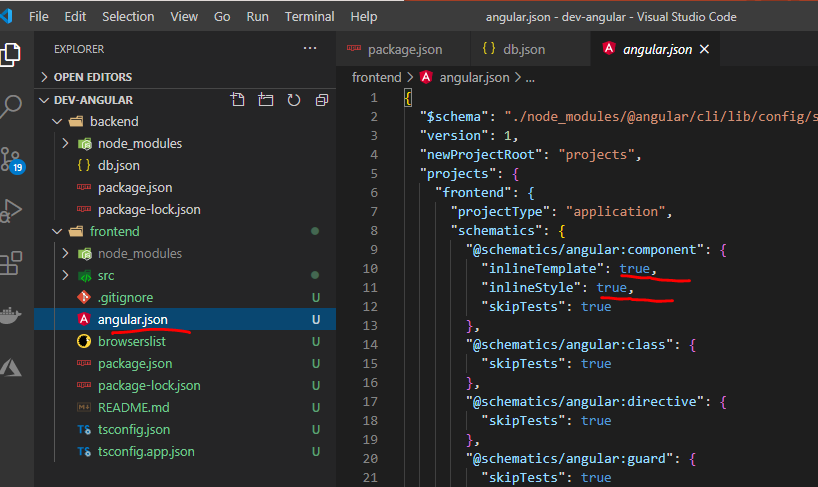 File Edit Selection View Go Run Terminal Help angular.json - dev-angular - Visual Studio Code
EXPLORER ...
OPEN EDITORS
DEV-ANGULAR
backend
node_modules
{ } db.json
package.json
package-lock.json
frontend
node_modules
src
.gitignore U
angular.json U
browserslist U
package.json U
package-lock.json U
README.md U
TS tsconfig.json U
TS tsconfig.app.json U
19
package.json { } db.json angular.json ×
frontend > angular.json > ...
1 {
2 "$schema": "./node_modules/@angular/cli/lib/config/s
3 "version": 1,
4 "newProjectRoot": "projects",
5 "projects": {
6 "frontend": {
7 "projectType": "application",
8 "schematics": {
9 "@schematics/angular:component": {
10 "inlineTemplate": true,
11 "inlineStyle": true,
12 "skipTests": true
13 },
14 "@schematics/angular:class": {
15 "skipTests": true
16 },
17 "@schematics/angular:directive": {
18 "skipTests": true
19 },
20 "@schematics/angular:guard": {
21 "skipTests": true